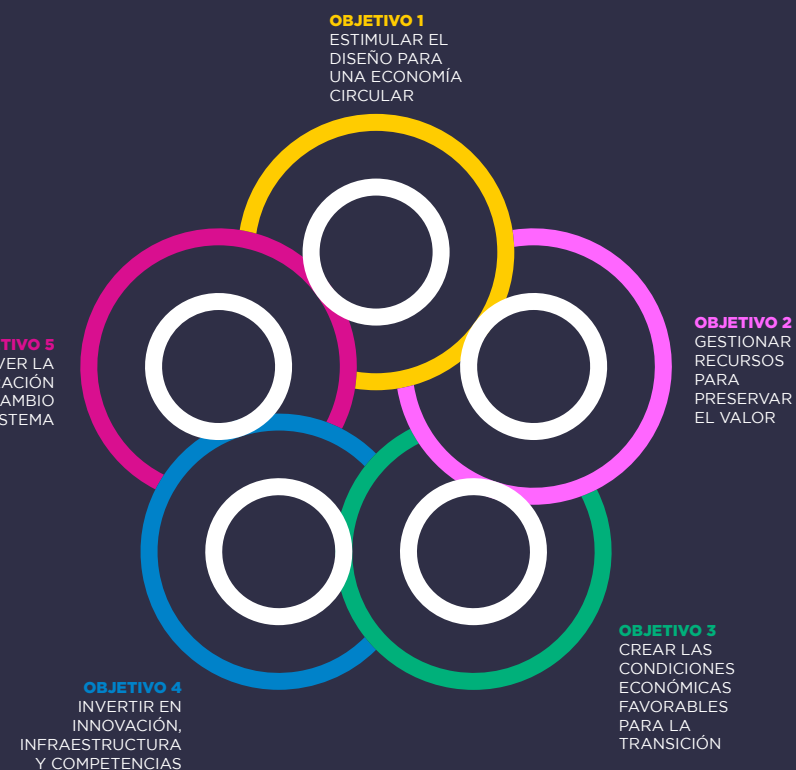 OBJETIVO 1
ESTIMULAR EL
DISEÑO PARA
UNA ECONOMÍA
CIRCULAR
OBJETIVO 2
GESTIONAR
RECURSOS
PARA
PRESERVAR
EL VALOR
OBJETIVO 3
CREAR LAS
CONDICIONES
ECONÓMICAS
FAVORABLES
PARA LA
TRANSICIÓN
OBJETIVO 4
INVERTIR EN
INNOVACIÓN,
INFRAESTRUCTURA
Y COMPETENCIAS
TIVO 5
VER LA
ACIÓN
AMBIO
STEMA